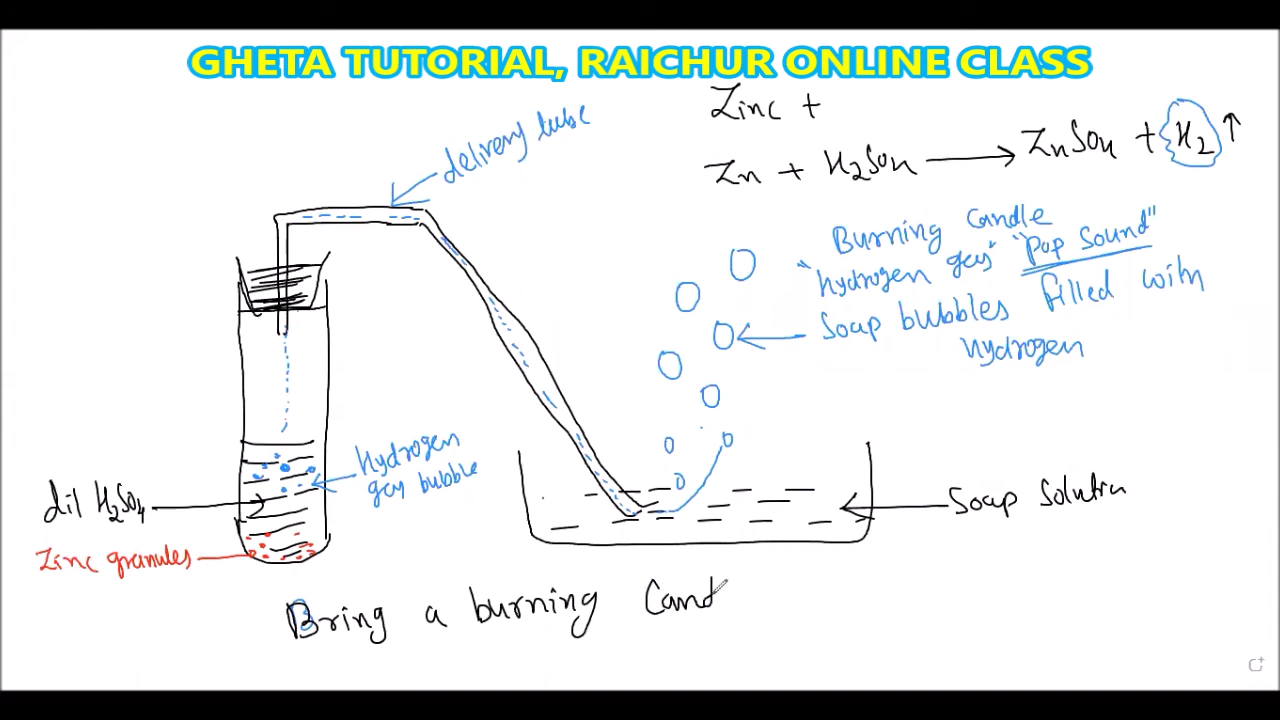 GHETA TUTORIAL, RAICHUR ONLINE CLASS
Zinc +
Zn + H2SO4 → ZnSO4 + H2 ↑
delivery tube
Burning Candle
"hydrogen gas" "Pop Sound"
Soap bubbles filled with
hydrogen
Hydrogen
gas bubble
dil H2SO4
Zinc granules
Soap Solution
Bring a burning Cand